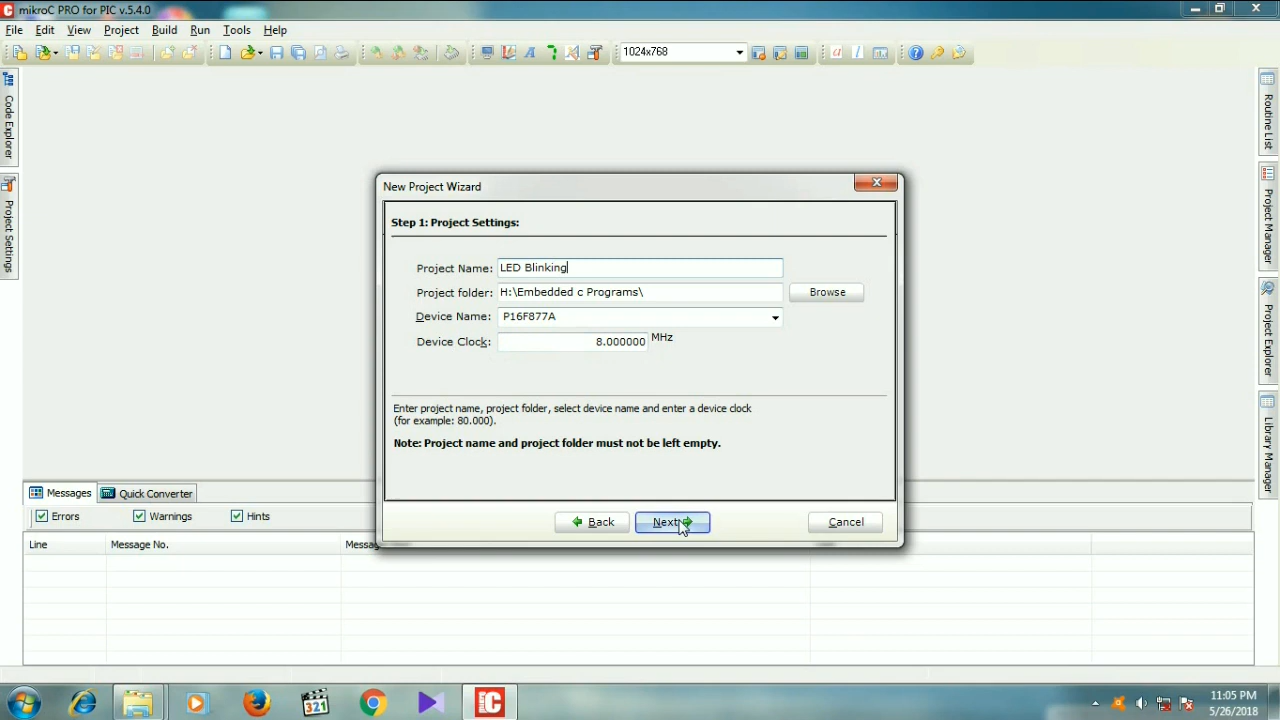 mikroC PRO for PIC v.5.4.0
File Edit View Project Build Run Tools Help
1024x768
Code Explorer
Project Settings
Routine List
Project Manager
Project Explorer
Library Manager
New Project Wizard
Step 1: Project Settings:
Project Name: LED Blinking
Project folder: H:\Embedded c Programs\ Browse
Device Name: P16F877A
Device Clock: 8.000000 MHz
Enter project name, project folder, select device name and enter a device clock
(for example: 80.000).
Note: Project name and project folder must not be left empty.
Back Next Cancel
Messages Quick Converter
Errors Warnings Hints
Line Message No.
321
11:05 PM
5/26/2018